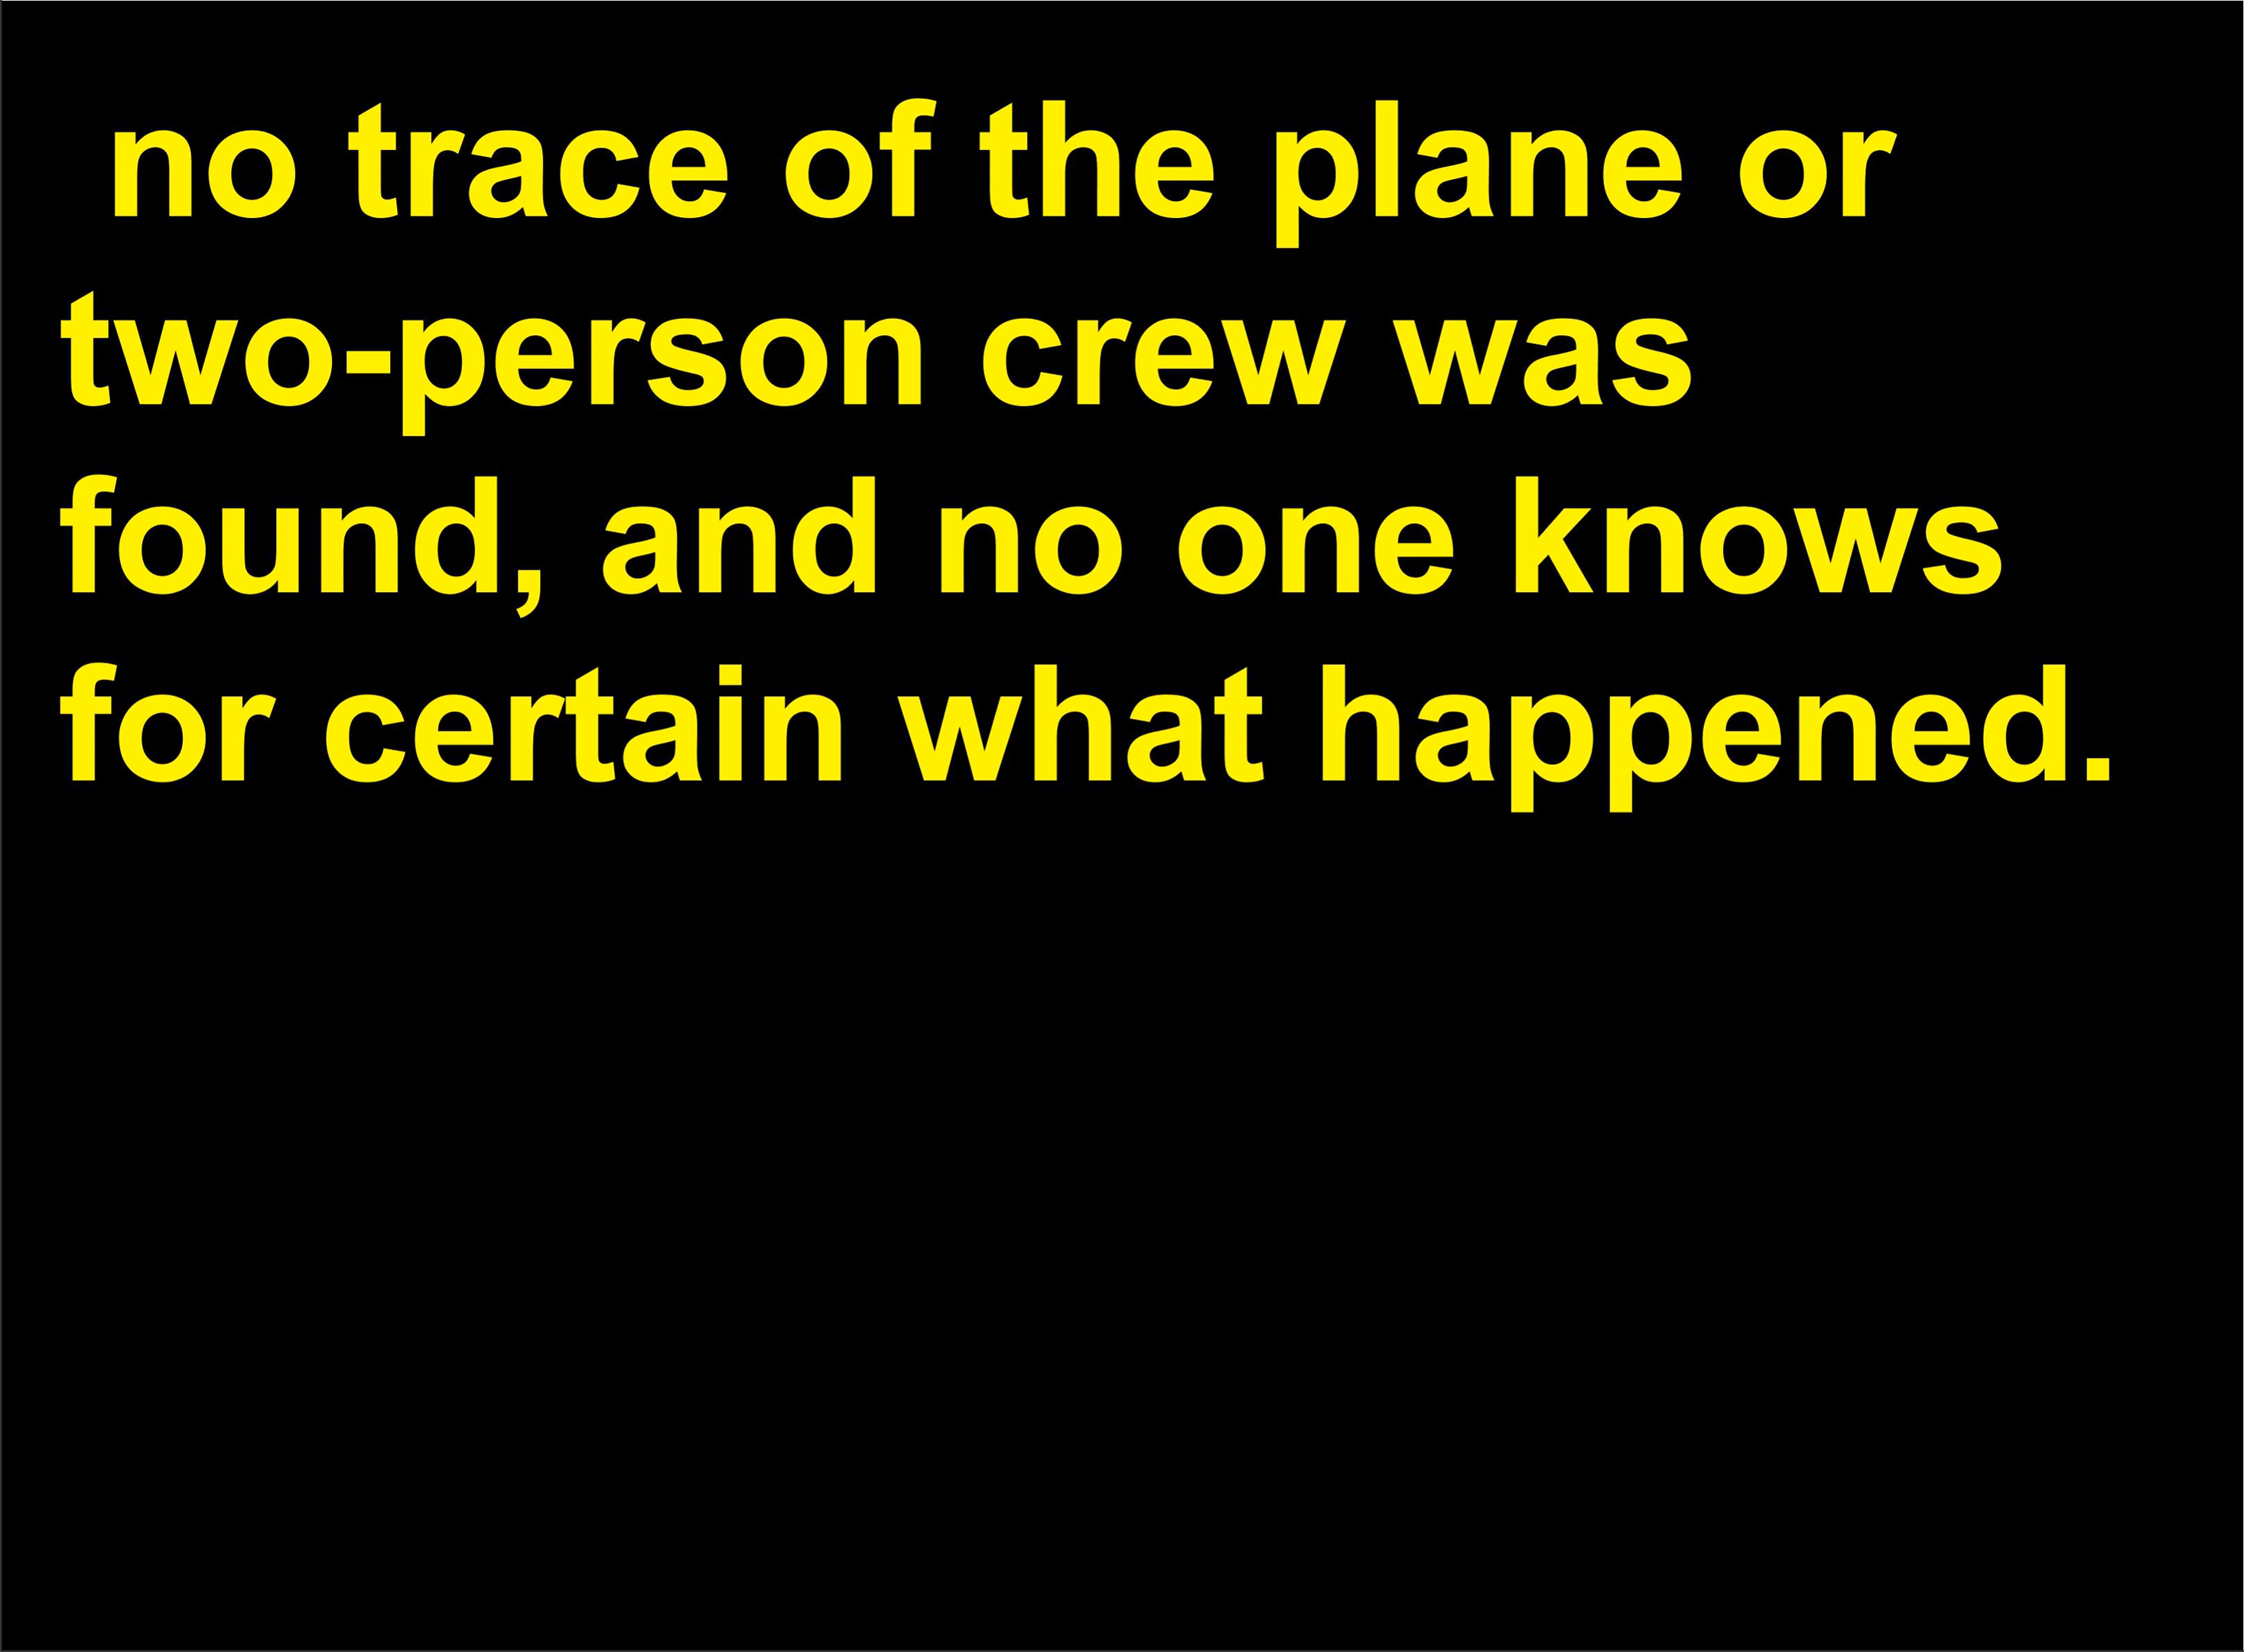 no trace of the plane or
two-person crew was
found, and no one knows
for certain what happened.